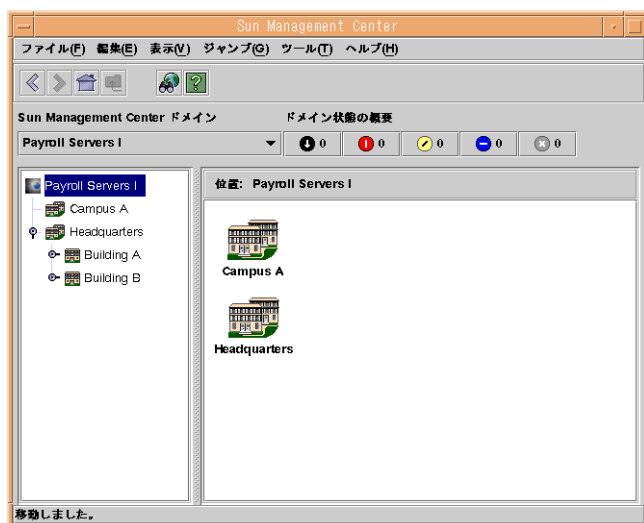 Sun Management Center
ファイル(F) 編集(E) 表示(V) ジャンプ(G) ツール(T) ヘルプ(H)
Sun Management Center ドメイン ドメイン状態の概要
Payroll Servers I 0 0 0 0 0
Payroll Servers I 位置: Payroll Servers I
Campus A
Headquarters
Building A
Building B
Campus A
Headquarters
移動しました。